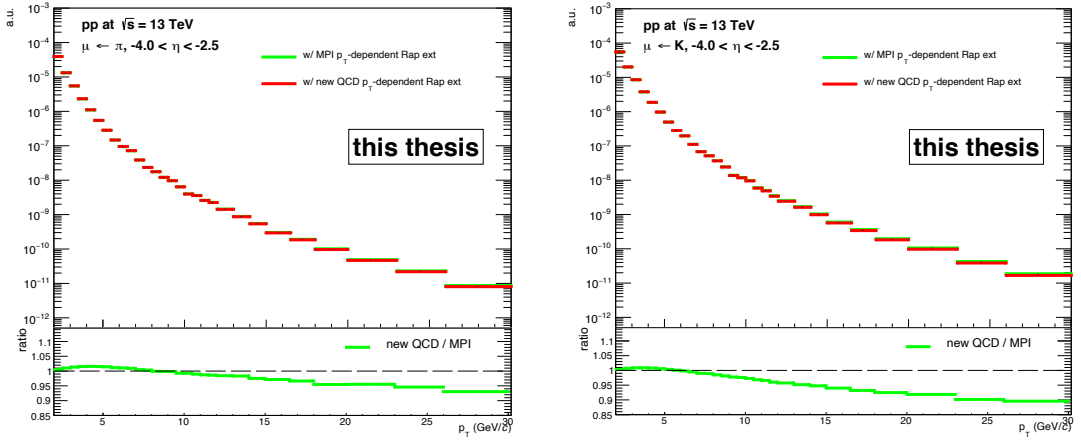 a.u.
10⁻³
10⁻⁴
10⁻⁵
10⁻⁶
10⁻⁷
10⁻⁸
10⁻⁹
10⁻¹⁰
10⁻¹¹
10⁻¹²
pp at √s = 13 TeV
μ ← π, -4.0 < η < -2.5
w/ MPI p_T-dependent Rap ext
w/ new QCD p_T-dependent Rap ext
this thesis
ratio
1.1
1.05
1
0.95
0.9
0.85
new QCD / MPI
5 10 15 20 25 30
p_T (GeV/c)
a.u.
10⁻³
10⁻⁴
10⁻⁵
10⁻⁶
10⁻⁷
10⁻⁸
10⁻⁹
10⁻¹⁰
10⁻¹¹
10⁻¹²
pp at √s = 13 TeV
μ ← K, -4.0 < η < -2.5
w/ MPI p_T-dependent Rap ext
w/ new QCD p_T-dependent Rap ext
this thesis
ratio
1.1
1.05
1
0.95
0.9
0.85
new QCD / MPI
5 10 15 20 25 30
p_T (GeV/c)